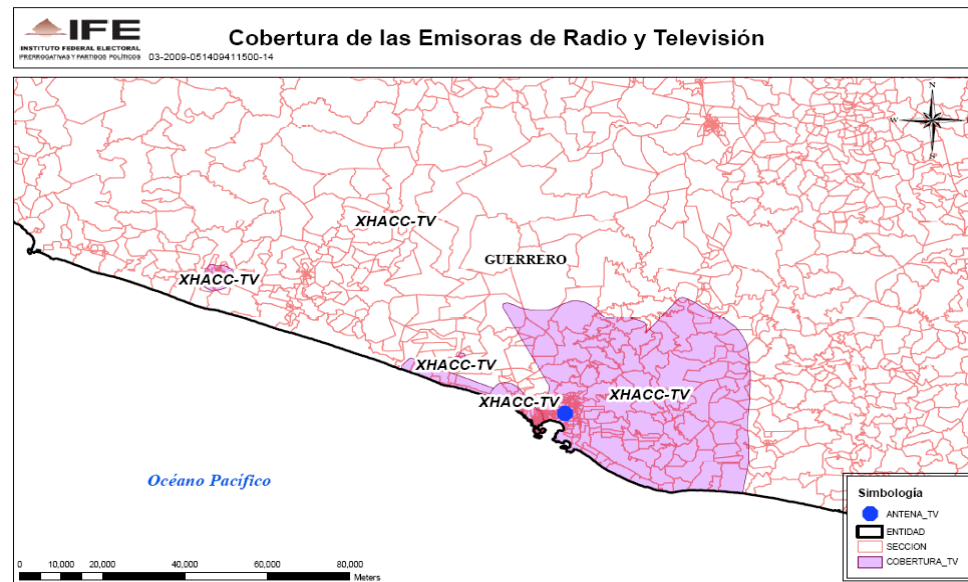 IFE
INSTITUTO FEDERAL ELECTORAL
PRERROGATIVAS Y PARTIDOS POLÍTICOS
03-2009-051409411500-14
Cobertura de las Emisoras de Radio y Televisión
N
W
XHACC-TV
GUERRERO
XHACC-TV
XHACC-TV
XHACC-TV
XHACC-TV
Océano Pacífico
Simbología
ANTENA_TV
ENTIDAD
SECCION
COBERTURA_TV
0 10,000 20,000 40,000 60,000 80,000
Meters